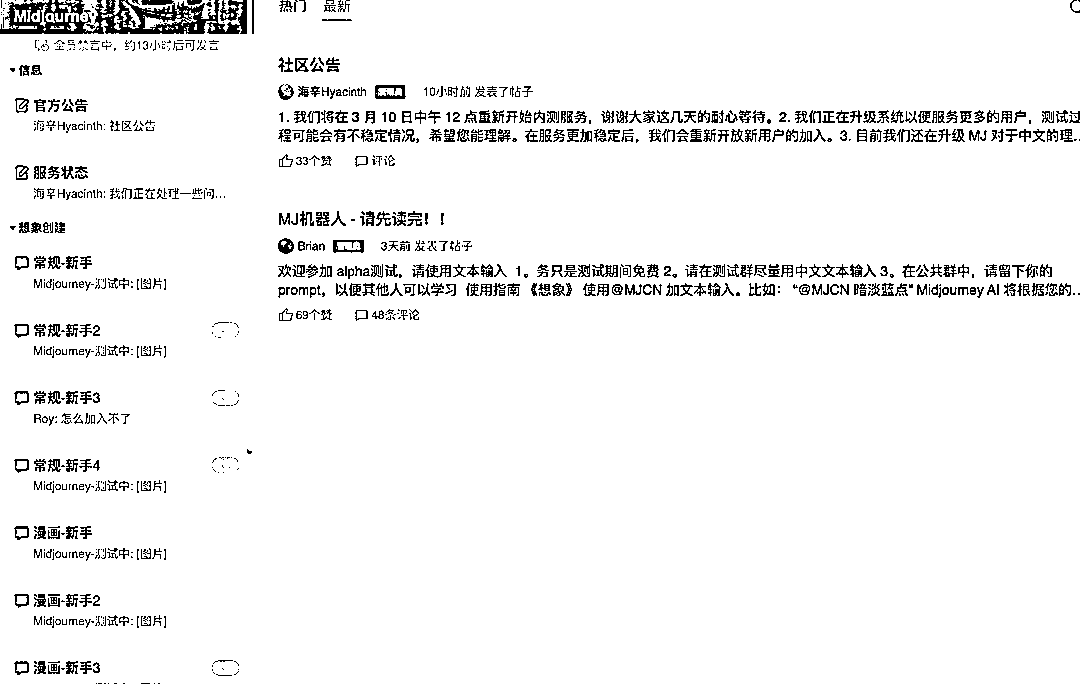 Midjourney
全员禁言中，约13小时后可发言
信息
官方公告
海辛Hyacinth: 社区公告
服务状态
海辛Hyacinth: 我们正在处理一些问...
想象创建
常规-新手
Midjourney-测试中: [图片]
常规-新手2
Midjourney-测试中: [图片]
常规-新手3
Roy: 怎么加入不了
常规-新手4
Midjourney-测试中: [图片]
漫画-新手
Midjourney-测试中: [图片]
漫画-新手2
Midjourney-测试中: [图片]
漫画-新手3
热门 最新
社区公告
海辛Hyacinth 10小时前 发表了帖子
1. 我们将在 3 月 10 日中午 12 点重新开始内测服务，谢谢大家这几天的耐心等待。2. 我们正在升级系统以便服务更多的用户，测试过
程可能会有不稳定情况，希望您能理解。在服务更加稳定后，我们会重新开放新用户的加入。3. 目前我们还在升级 MJ 对于中文的理...
33个赞 评论
MJ机器人 - 请先读完！！
Brian 管理员 3天前 发表了帖子
欢迎参加 alpha测试，请使用文本输入 1。务只是测试期间免费 2。请在测试群尽量用中文文本输入 3。在公共群中，请留下你的
prompt，以便其他人可以学习 使用指南 《想象》 使用@MJCN 加文本输入。比如： “@MJCN 暗淡蓝点” Midjourney AI 将根据您的...
69个赞 48条评论